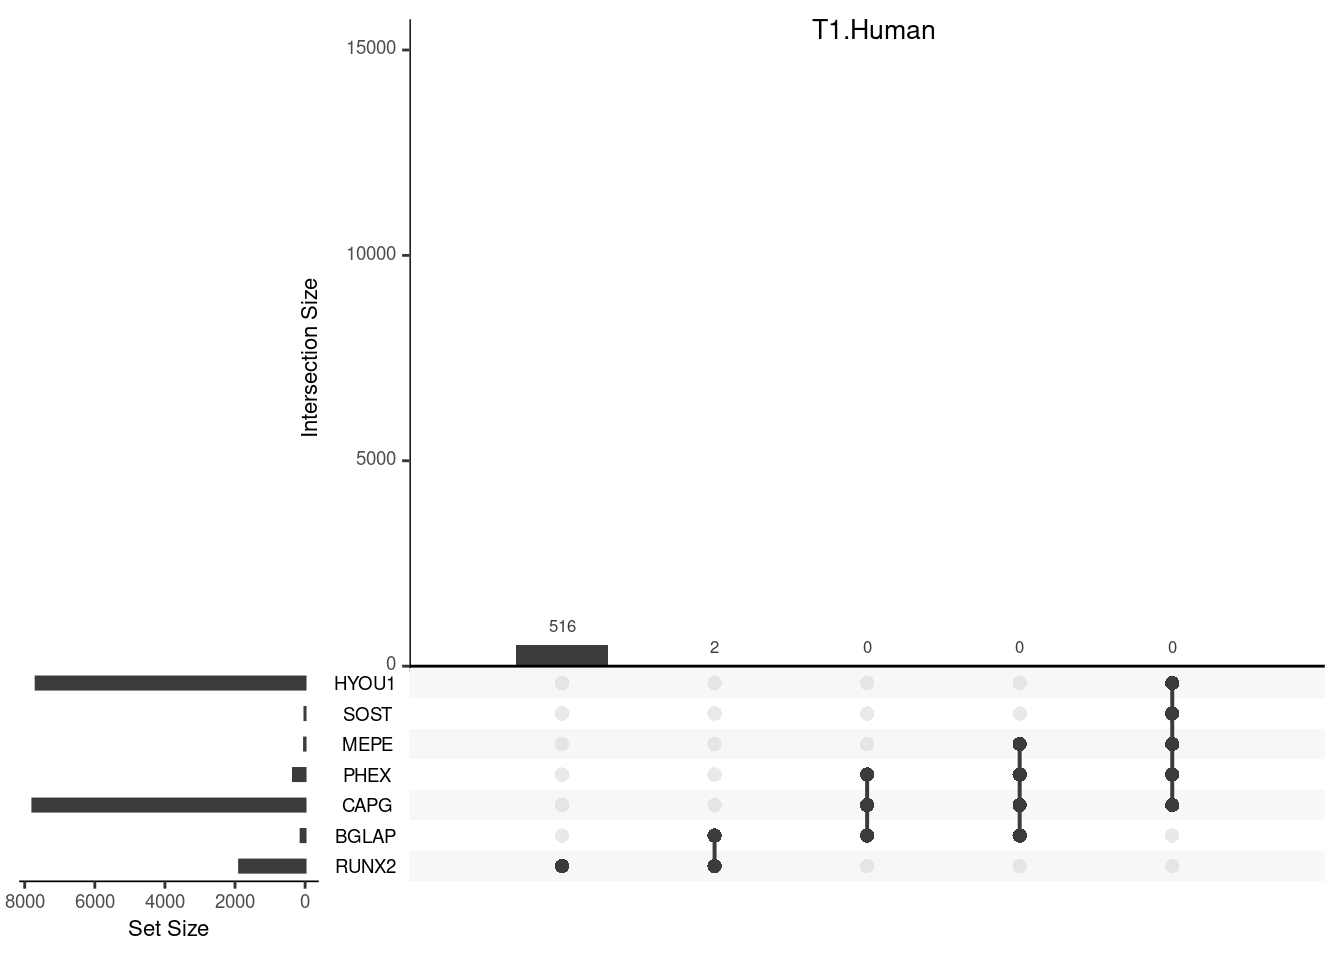 T1.Human
15000
10000
5000
0
Intersection Size
516
2
0
0
0
HYOU1
SOST
MEPE
PHEX
CAPG
BGLAP
RUNX2
8000 6000 4000 2000 0
Set Size